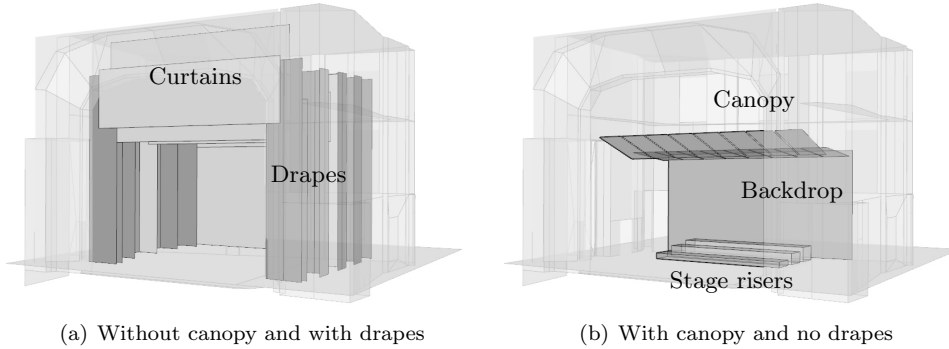 Curtains
Drapes
Canopy
Backdrop
Stage risers
(a) Without canopy and with drapes
(b) With canopy and no drapes